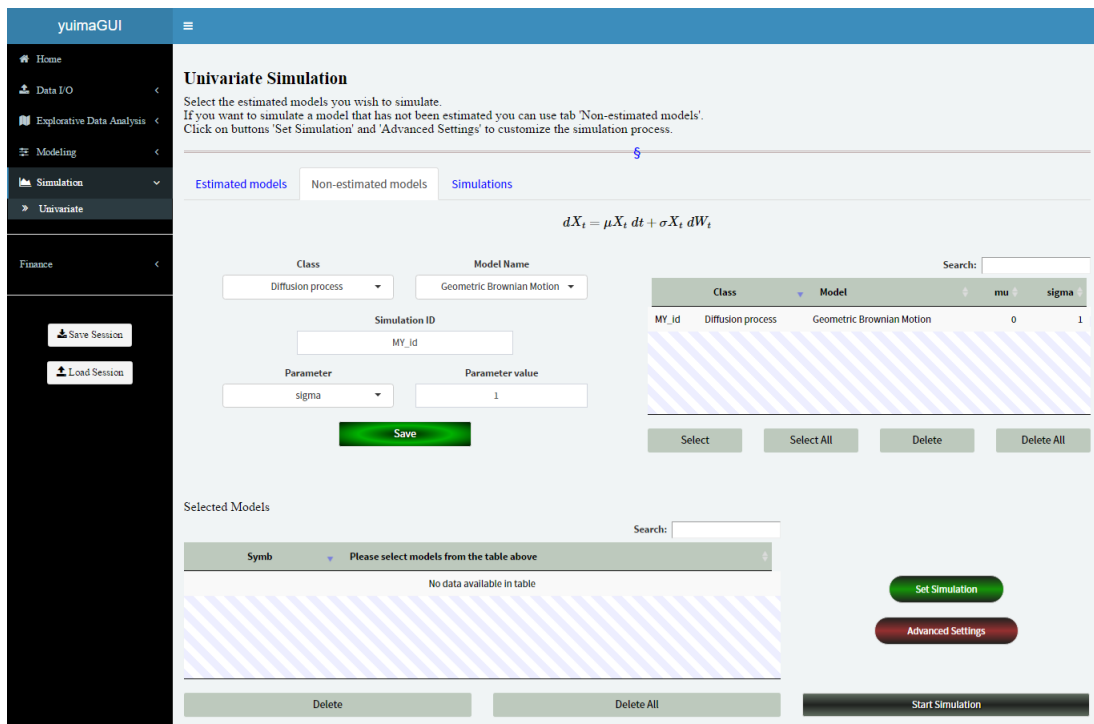 yuimaGUI
Home
Data I/O
Explorative Data Analysis
Modeling
Simulation
Univariate
Finance
Save Session
Load Session
Univariate Simulation
Select the estimated models you wish to simulate.
If you want to simulate a model that has not been estimated you can use tab 'Non-estimated models'.
Click on buttons 'Set Simulation' and 'Advanced Settings' to customize the simulation process.
§
Estimated models Non-estimated models Simulations
dX_t = μX_t dt + σX_t dW_t
Class Model Name
Diffusion process Geometric Brownian Motion
Simulation ID
MY_id
Parameter Parameter value
sigma 1
Save
Search:
Class Model mu sigma
MY_id Diffusion process Geometric Brownian Motion 0 1
Select Select All Delete Delete All
Selected Models
Search:
Symb Please select models from the table above
No data available in table
Set Simulation
Advanced Settings
Delete Delete All Start Simulation